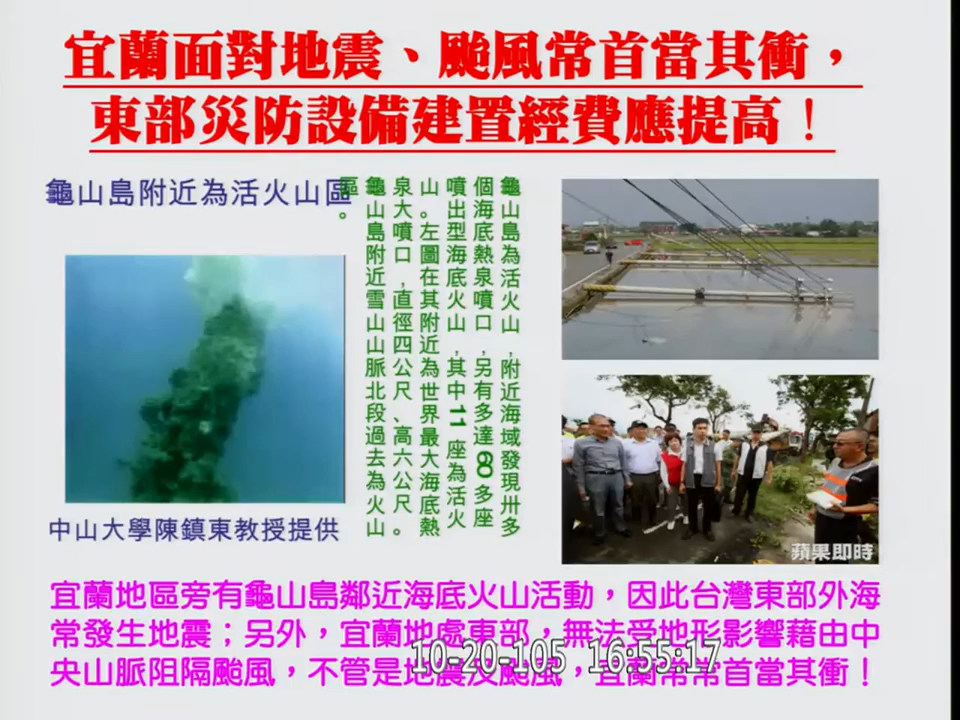 宜蘭面對地震、颱風常首當其衝，
東部災防設備建置經費應提高！
龜山島附近為活火山區
龜山島為活火山,附近海域發現卅多
個海底熱泉噴口,另有多達60多座
噴出型海底火山,其中11座為活火
山。左圖在其附近為世界最大海底熱
泉大噴口,直徑四公尺、高六公尺。
龜山島附近雪山山脈北段過去為火山
區。
中山大學陳鎮東教授提供
蘋果即時
宜蘭地區旁有龜山島鄰近海底火山活動，因此台灣東部外海
常發生地震；另外，宜蘭地處東部，無法受地形影響藉由中
央山脈阻隔颱風，不管是地震及颱風，宜蘭常常首當其衝！
10-20-105 16:55:17